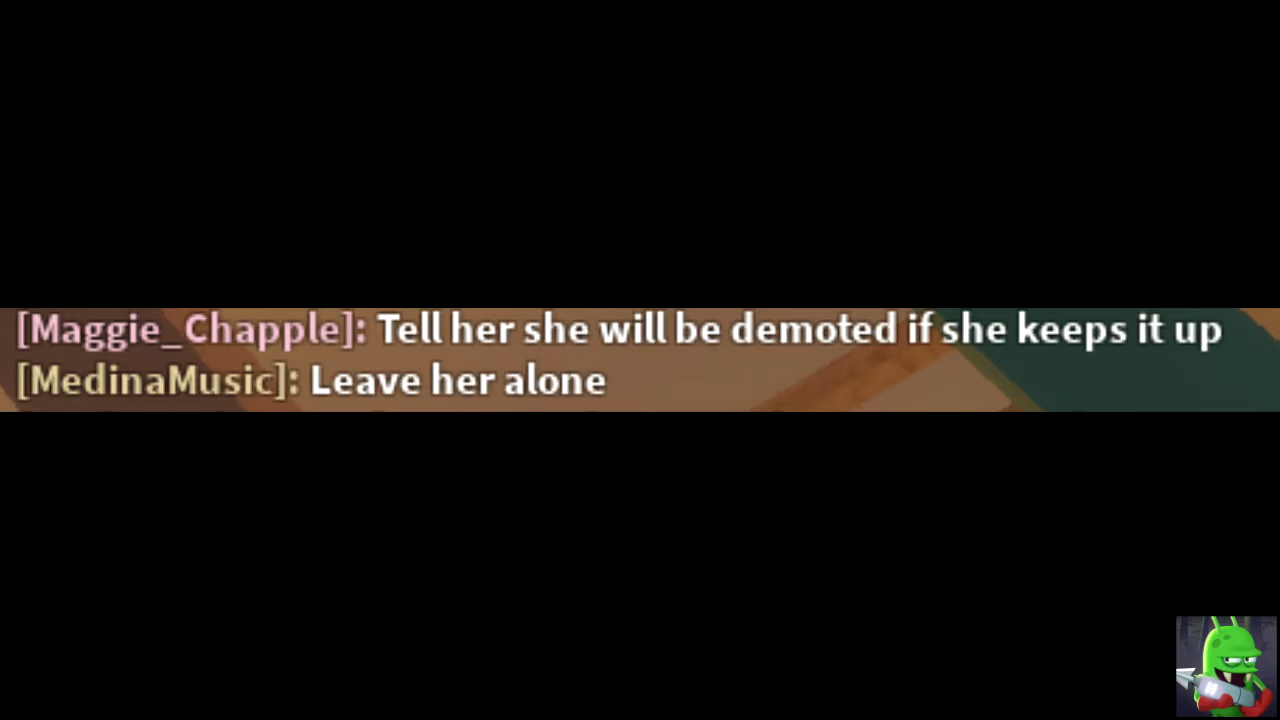 [Maggie_Chapple]: Tell her she will be demoted if she keeps it up
[MedinaMusic]: Leave her alone